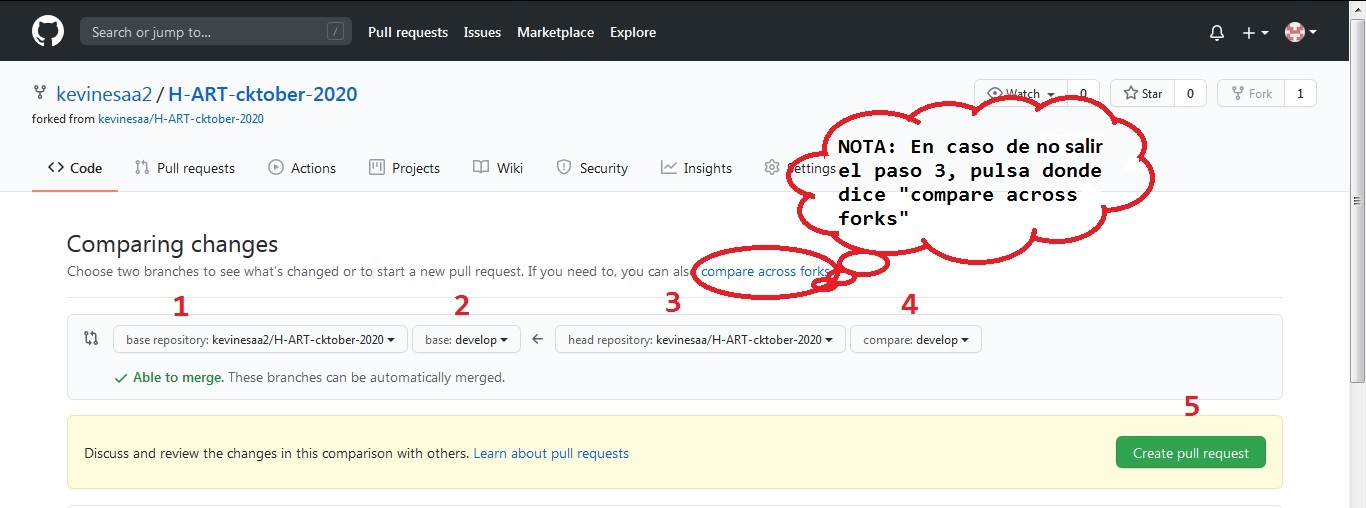 Search or jump to... /
Pull requests Issues Marketplace Explore
kevinesaa2 / H-ART-cktober-2020
Watch 0 Star 0 Fork 1
forked from kevinesaa/H-ART-cktober-2020
Code Pull requests Actions Projects Wiki Security Insights Settings
NOTA: En caso de no salir
el paso 3, pulsa donde
dice "compare across
forks"
Comparing changes
Choose two branches to see what's changed or to start a new pull request. If you need to, you can also compare across forks
1 2 3 4
base repository: kevinesaa2/H-ART-cktober-2020 base: develop head repository: kevinesaa/H-ART-cktober-2020 compare: develop
Able to merge. These branches can be automatically merged.
5
Discuss and review the changes in this comparison with others. Learn about pull requests Create pull request